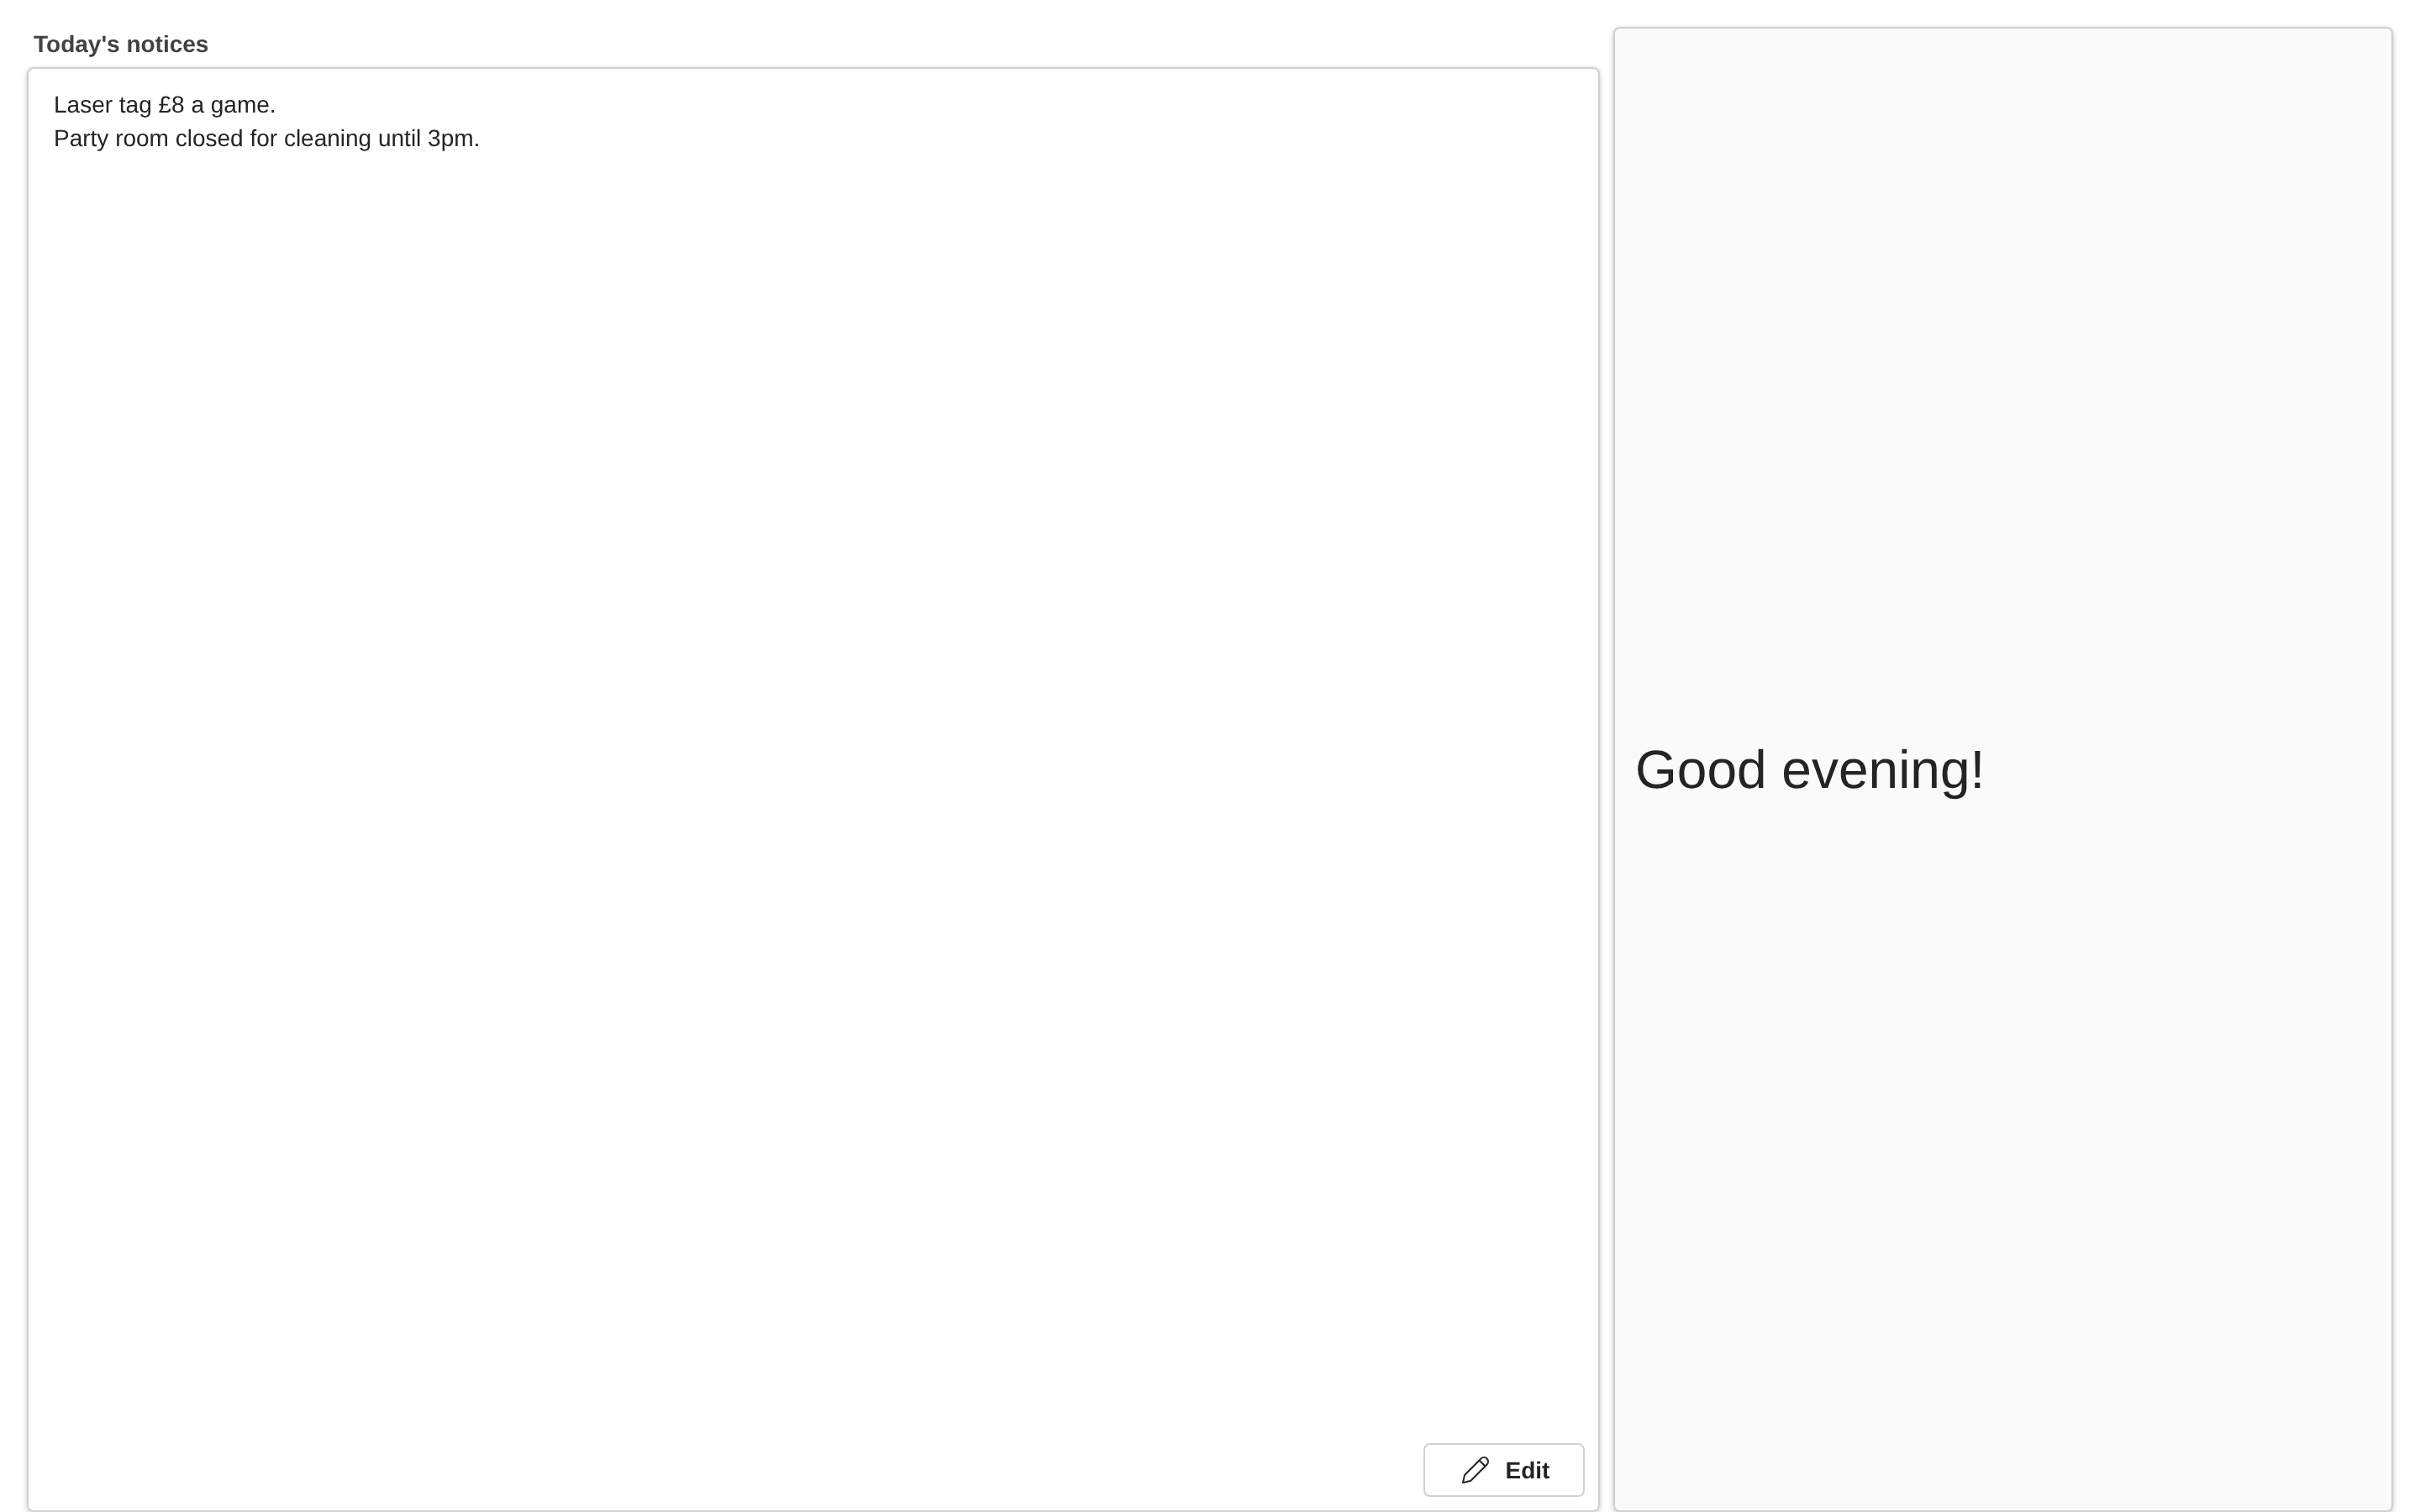 Today's notices
Laser tag £8 a game.
Party room closed for cleaning until 3pm.
Edit
Good evening!